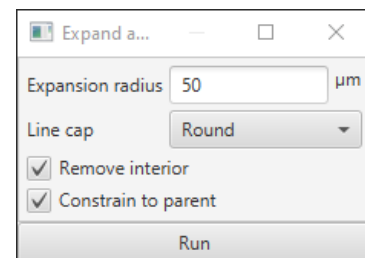 Expand a...
Expansion radius 50 µm
Line cap Round
Remove interior
Constrain to parent
Run